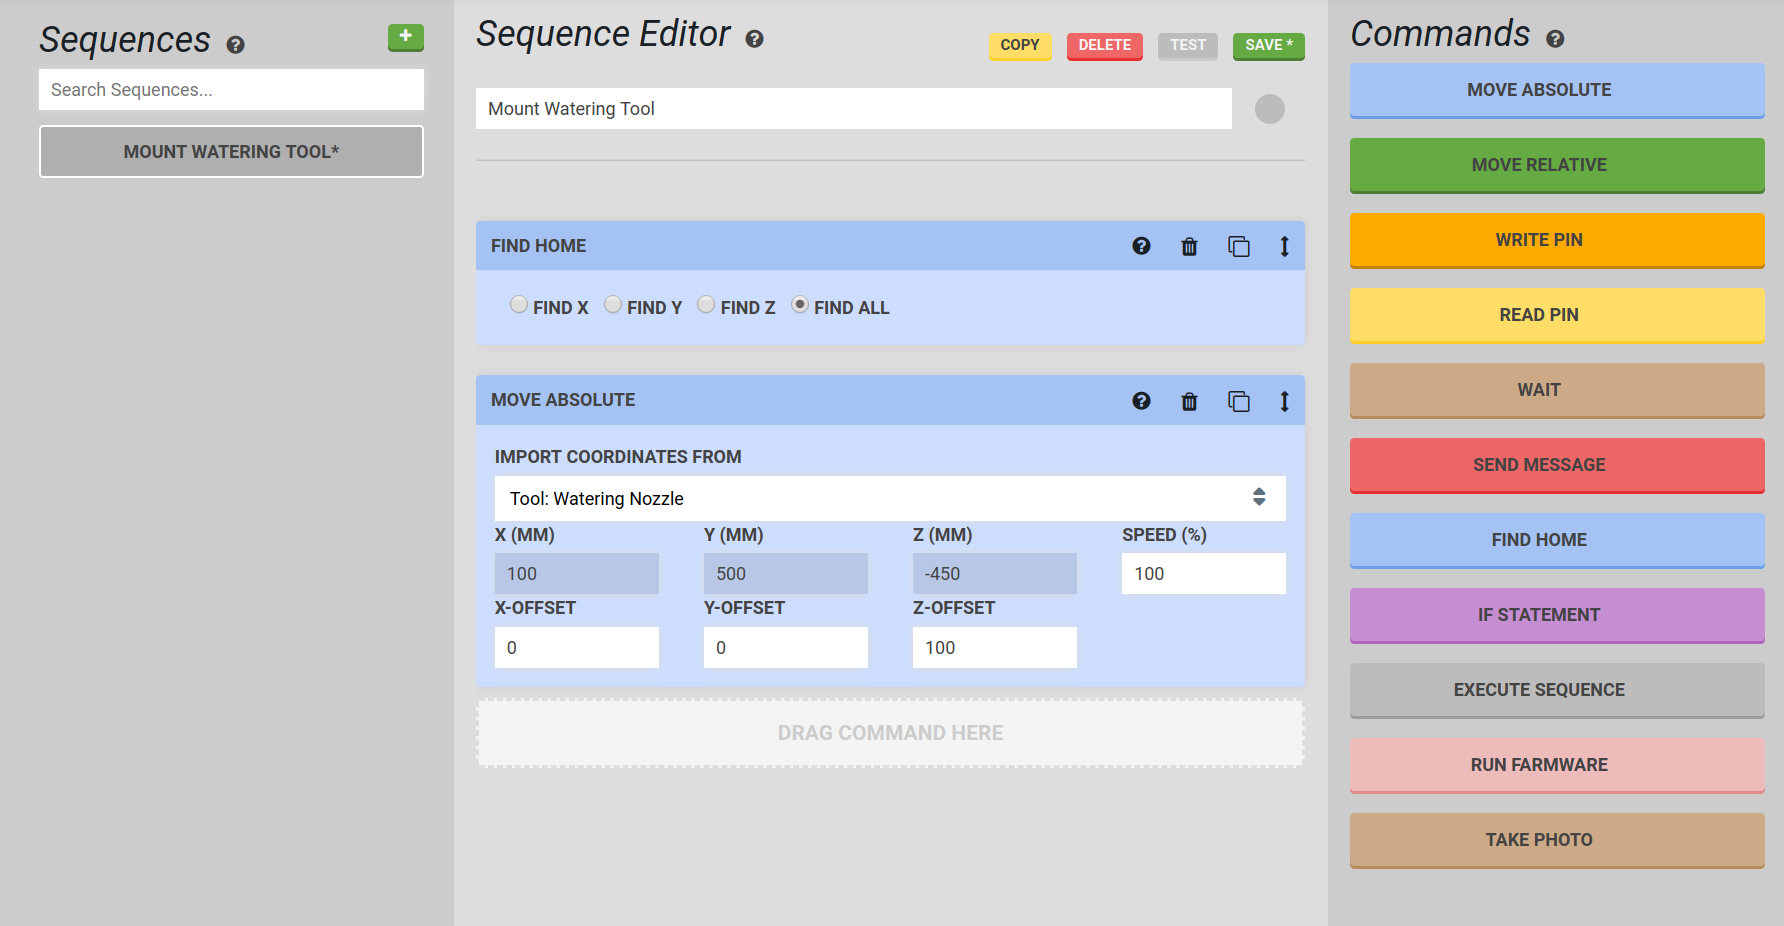 Sequences
+
Search Sequences...
MOUNT WATERING TOOL*
Sequence Editor
COPY
DELETE
TEST
SAVE *
Mount Watering Tool
FIND HOME
FIND X FIND Y FIND Z FIND ALL
MOVE ABSOLUTE
IMPORT COORDINATES FROM
Tool: Watering Nozzle
X (MM) Y (MM) Z (MM) SPEED (%)
100 500 -450 100
X-OFFSET Y-OFFSET Z-OFFSET
0 0 100
DRAG COMMAND HERE
Commands
MOVE ABSOLUTE
MOVE RELATIVE
WRITE PIN
READ PIN
WAIT
SEND MESSAGE
FIND HOME
IF STATEMENT
EXECUTE SEQUENCE
RUN FARMWARE
TAKE PHOTO